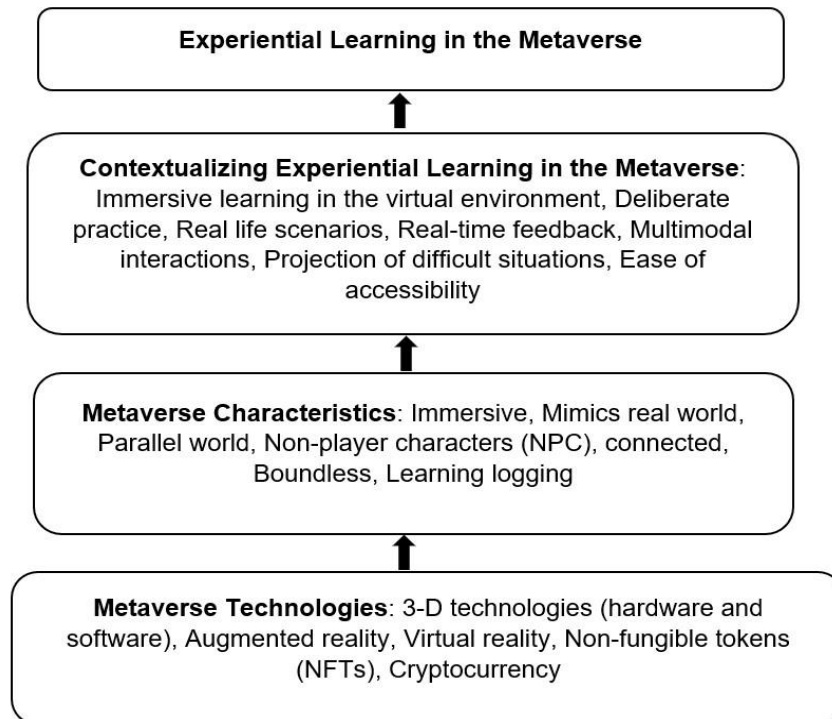 Experiential Learning in the Metaverse
Contextualizing Experiential Learning in the Metaverse:
Immersive learning in the virtual environment, Deliberate
practice, Real life scenarios, Real-time feedback, Multimodal
interactions, Projection of difficult situations, Ease of
accessibility
Metaverse Characteristics: Immersive, Mimics real world,
Parallel world, Non-player characters (NPC), connected,
Boundless, Learning logging
Metaverse Technologies: 3-D technologies (hardware and
software), Augmented reality, Virtual reality, Non-fungible tokens
(NFTs), Cryptocurrency